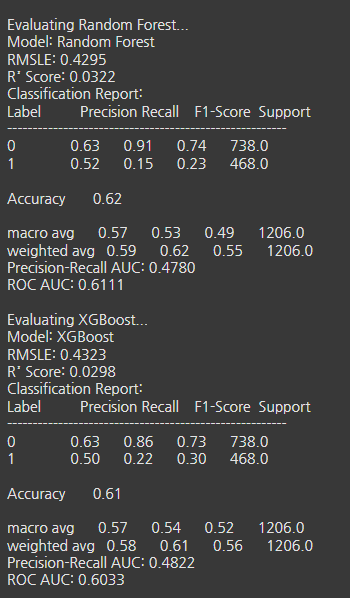 Evaluating Random Forest...
Model: Random Forest
RMSLE: 0.4295
R² Score: 0.0322
Classification Report:
Label Precision Recall F1-Score Support
------------------------------------------------------
0 0.63 0.91 0.74 738.0
1 0.52 0.15 0.23 468.0
Accuracy 0.62
macro avg 0.57 0.53 0.49 1206.0
weighted avg 0.59 0.62 0.55 1206.0
Precision-Recall AUC: 0.4780
ROC AUC: 0.6111
Evaluating XGBoost...
Model: XGBoost
RMSLE: 0.4323
R² Score: 0.0298
Classification Report:
Label Precision Recall F1-Score Support
------------------------------------------------------
0 0.63 0.86 0.73 738.0
1 0.50 0.22 0.30 468.0
Accuracy 0.61
macro avg 0.57 0.54 0.52 1206.0
weighted avg 0.58 0.61 0.56 1206.0
Precision-Recall AUC: 0.4822
ROC AUC: 0.6033